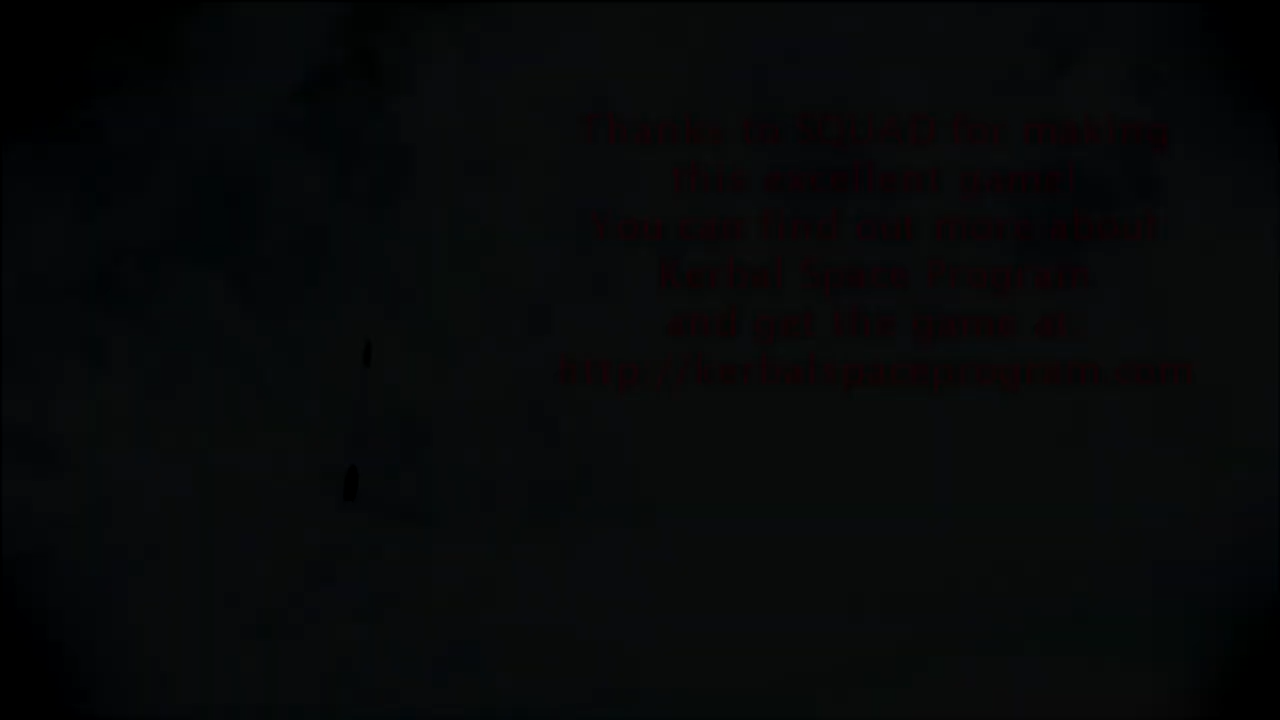 Thanks to SQUAD for making
this excellent game!
You can find out more about
Kerbal Space Program
and get the game at
http://kerbalspaceprogram.com